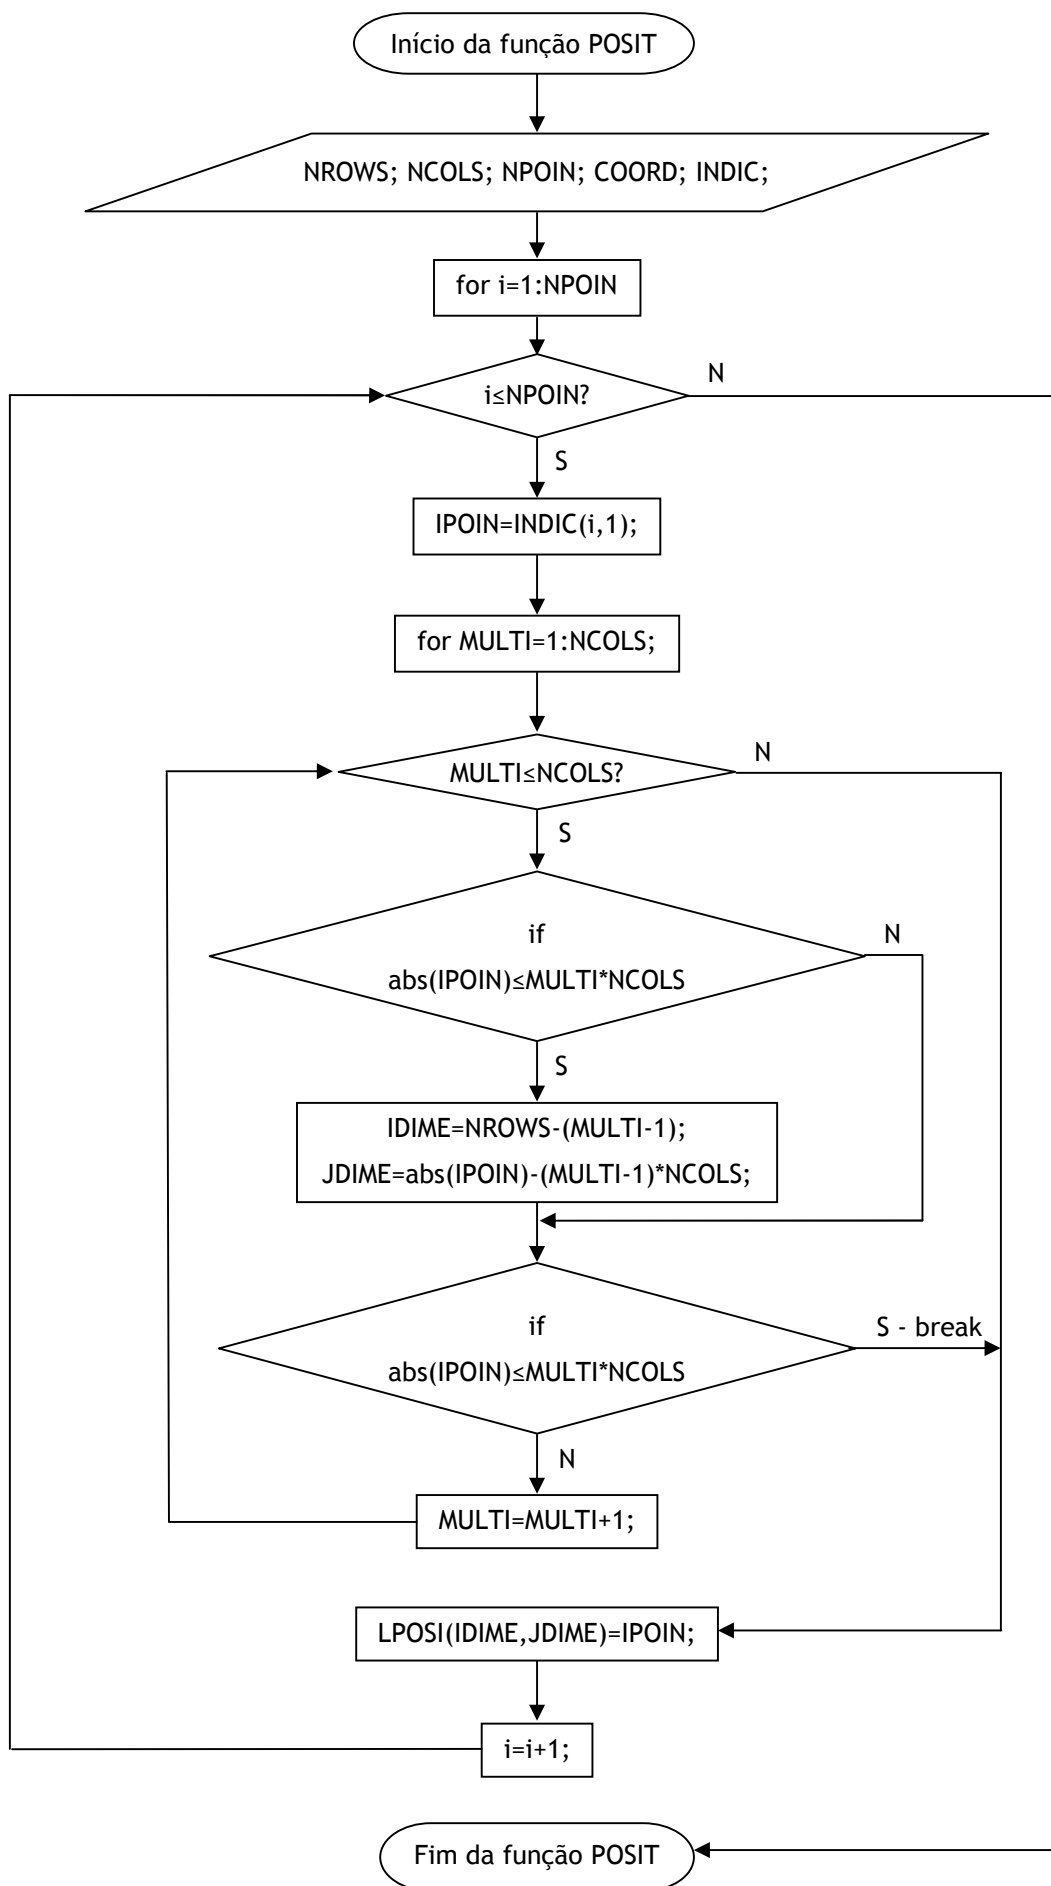 Início da função POSIT
NROWS; NCOLS; NPOIN; COORD; INDIC;
for i=1:NPOIN
i≤NPOIN?
N
S
IPOIN=INDIC(i,1);
for MULTI=1:NCOLS;
MULTI≤NCOLS?
N
S
if
abs(IPOIN)≤MULTI*NCOLS
N
S
IDIME=NROWS-(MULTI-1);
JDIME=abs(IPOIN)-(MULTI-1)*NCOLS;
if
abs(IPOIN)≤MULTI*NCOLS
S - break
N
MULTI=MULTI+1;
LPOSI(IDIME,JDIME)=IPOIN;
i=i+1;
Fim da função POSIT